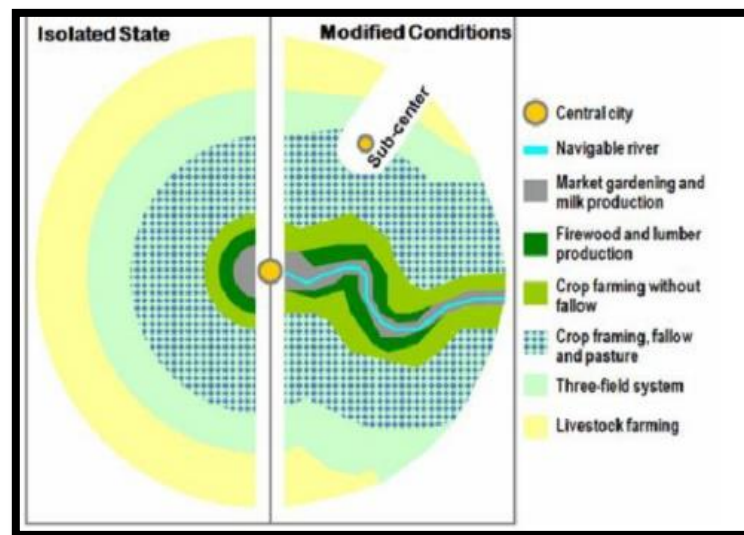 Isolated State
Modified Conditions
Sub-center
Central city
Navigable river
Market gardening and
milk production
Firewood and lumber
production
Crop farming without
fallow
Crop framing, fallow
and pasture
Three-field system
Livestock farming